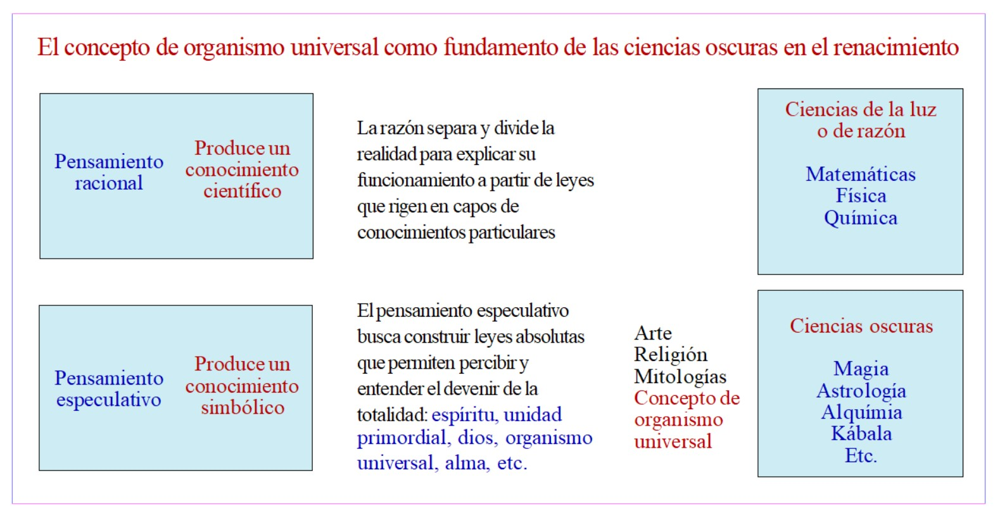 El concepto de organismo universal como fundamento de las ciencias oscuras en el renacimiento
Pensamiento
racional
Produce un
conocimiento
científico
La razón separa y divide la
realidad para explicar su
funcionamiento a partir de leyes
que rigen en capos de
conocimientos particulares
Ciencias de la luz
o de razón
Matemáticas
Física
Química
Pensamiento
especulativo
Produce un
conocimiento
simbólico
El pensamiento especulativo
busca construir leyes absolutas
que permiten percibir y
entender el devenir de la
totalidad: espíritu, unidad
primordial, dios, organismo
universal, alma, etc.
Arte
Religión
Mitologías
Concepto de
organismo
universal
Ciencias oscuras
Magia
Astrología
Alquímia
Kábala
Etc.